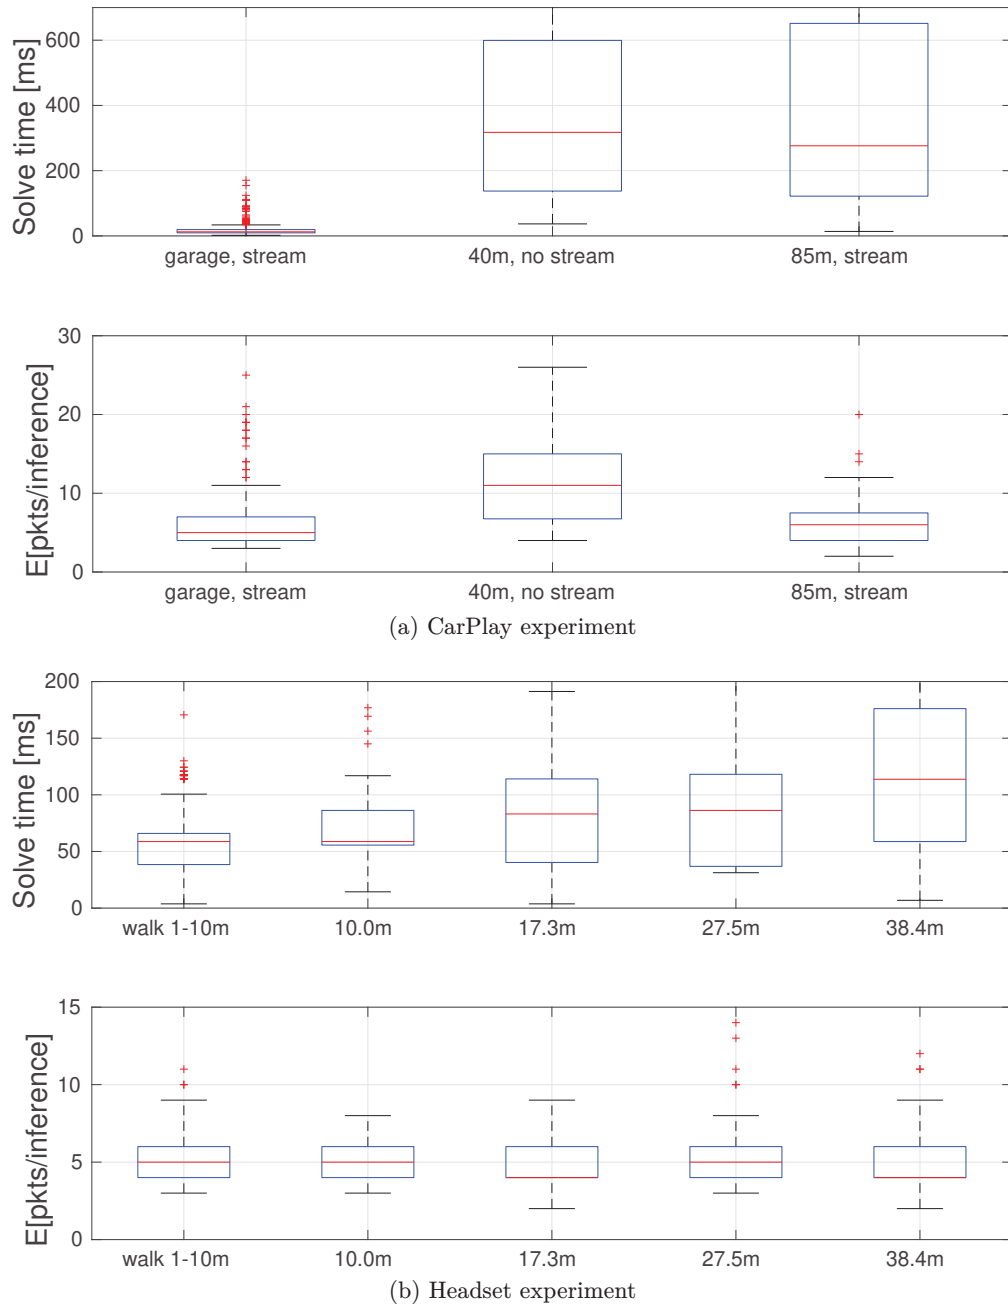 Solve time [ms]
600
400
200
0
garage, stream 40m, no stream 85m, stream
E[pkts/inference]
30
20
10
0
garage, stream 40m, no stream 85m, stream
(a) CarPlay experiment
Solve time [ms]
200
150
100
50
0
walk 1-10m 10.0m 17.3m 27.5m 38.4m
E[pkts/inference]
15
10
5
0
walk 1-10m 10.0m 17.3m 27.5m 38.4m
(b) Headset experiment